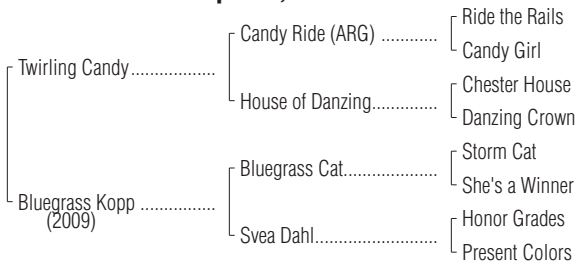 Ride the Rails
Candy Ride (ARG) ............
Candy Girl
Twirling Candy..................
Chester House
House of Danzing..............
Danzing Crown
Storm Cat
Bluegrass Cat....................
She's a Winner
Bluegrass Kopp ................
(2009)
Honor Grades
Svea Dahl..........................
Present Colors